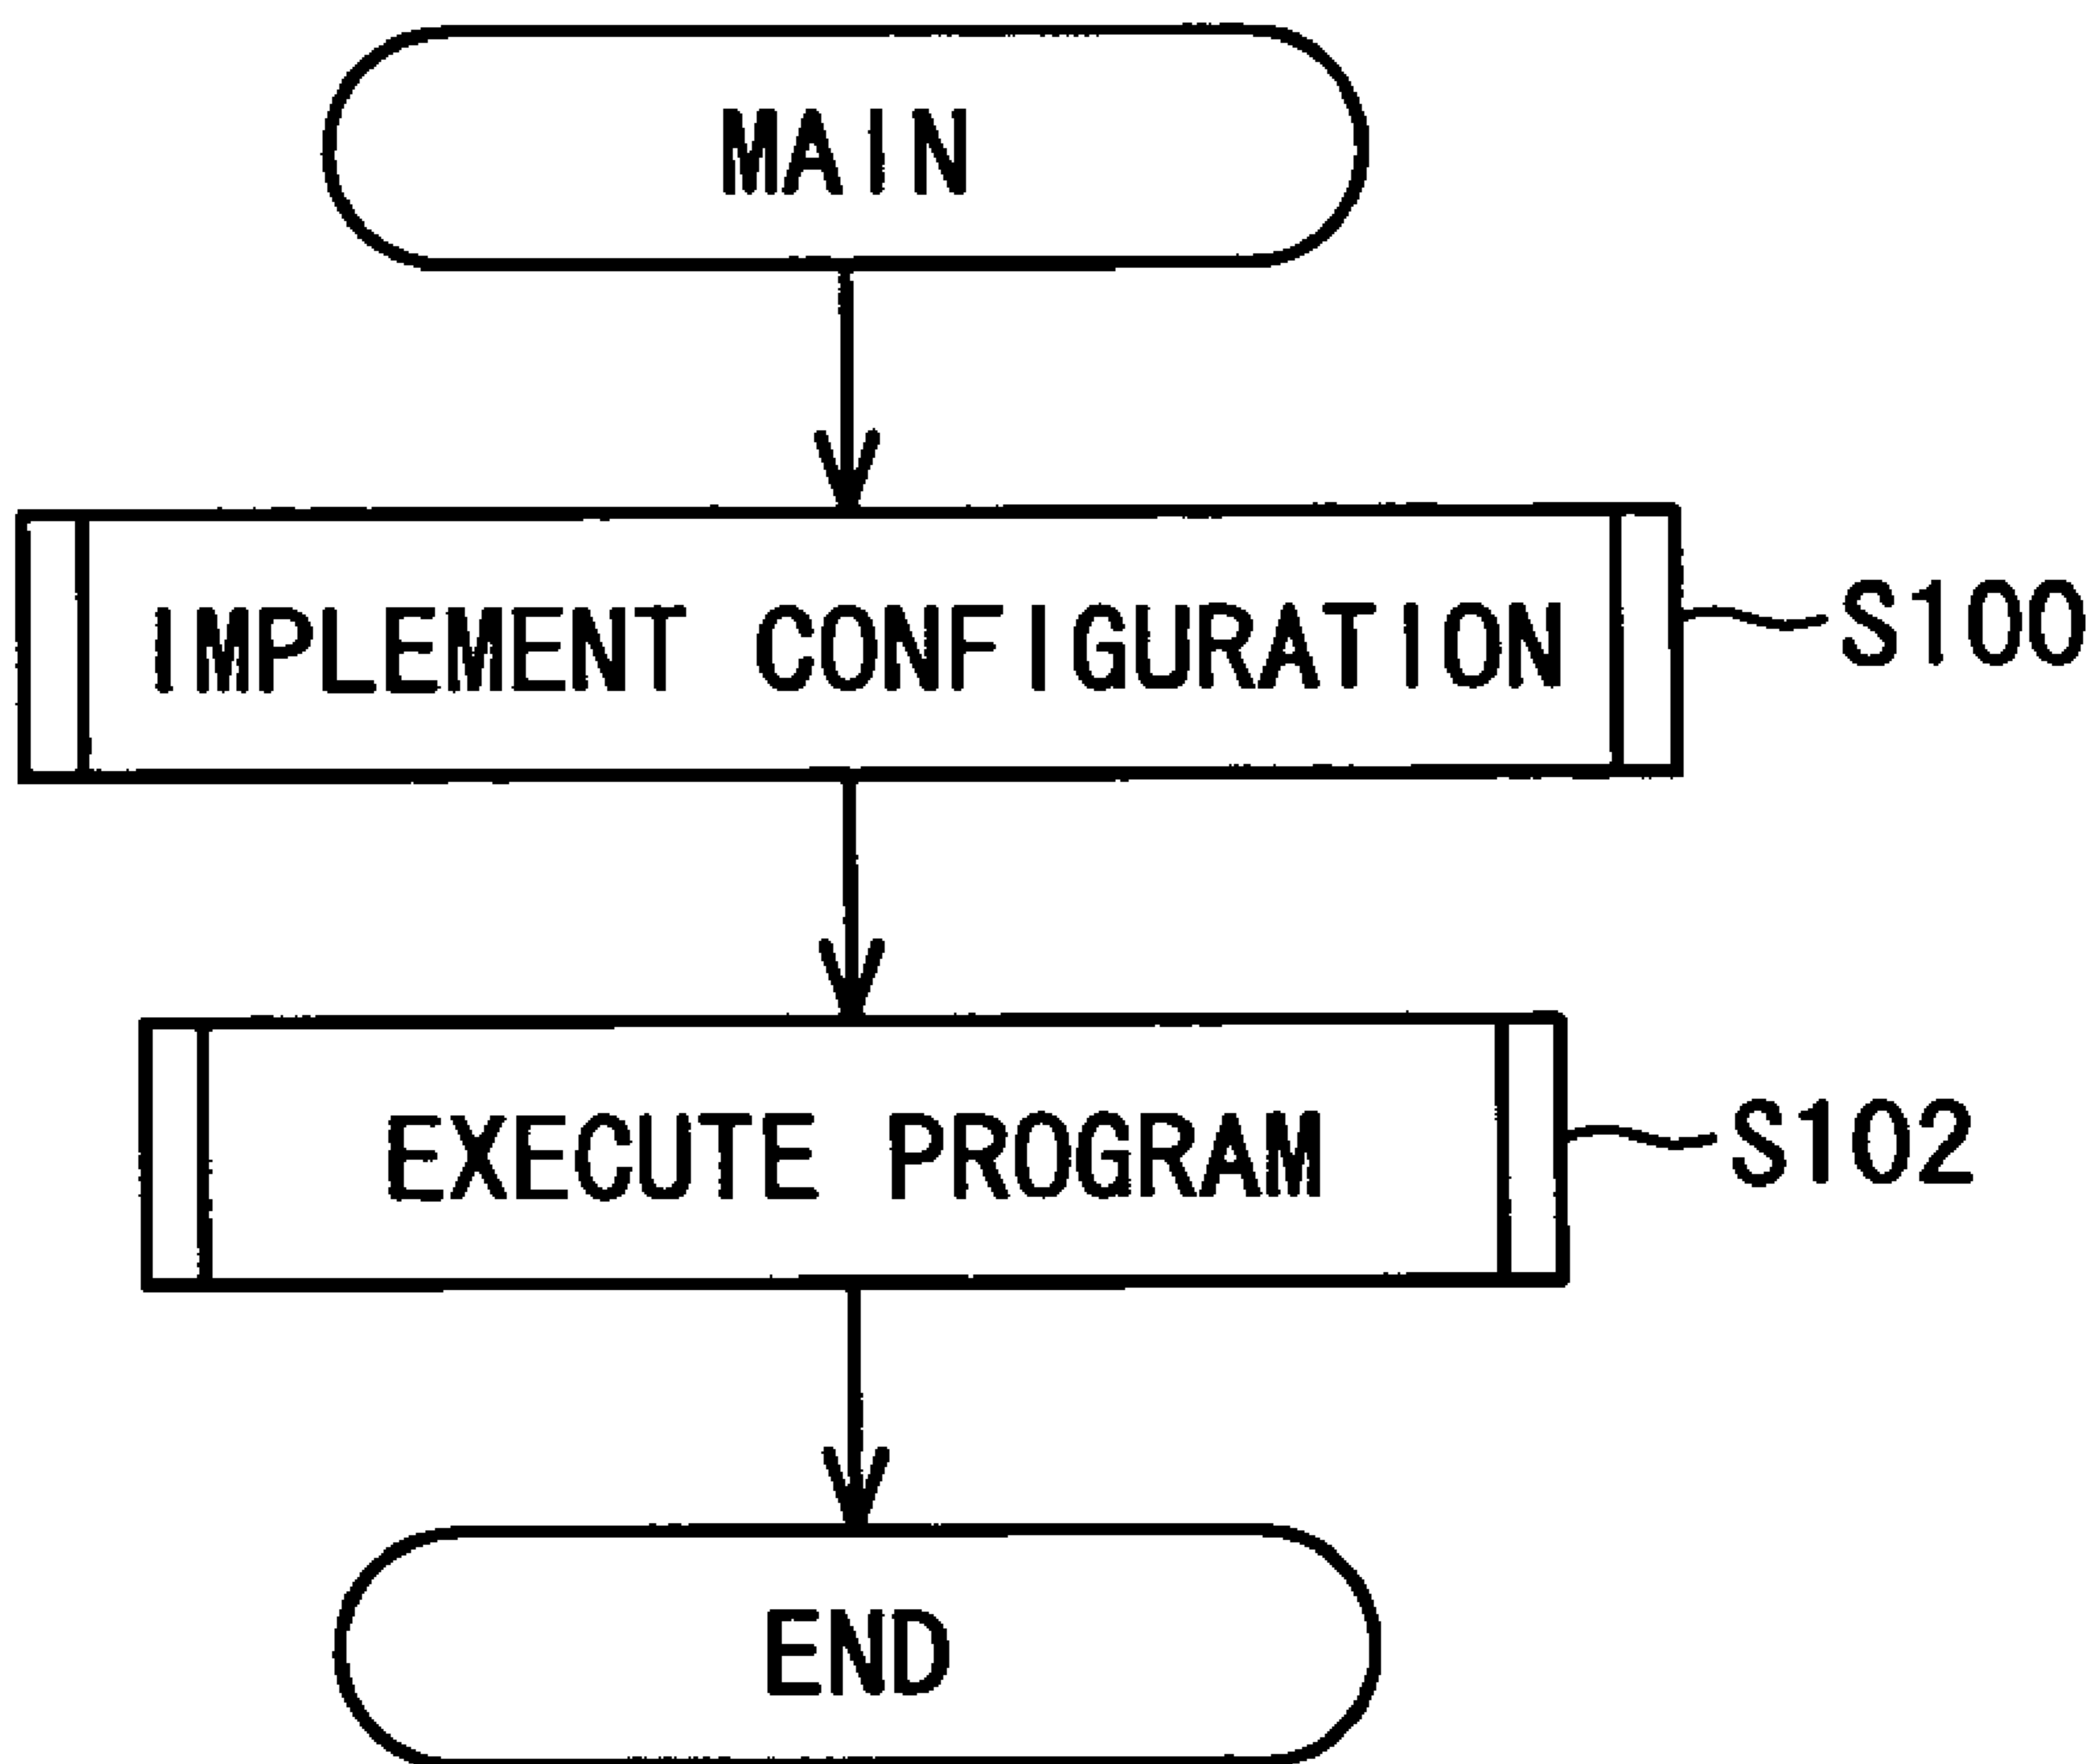 MAIN
IMPLEMENT CONFIGURATION
S100
EXECUTE PROGRAM
S102
END